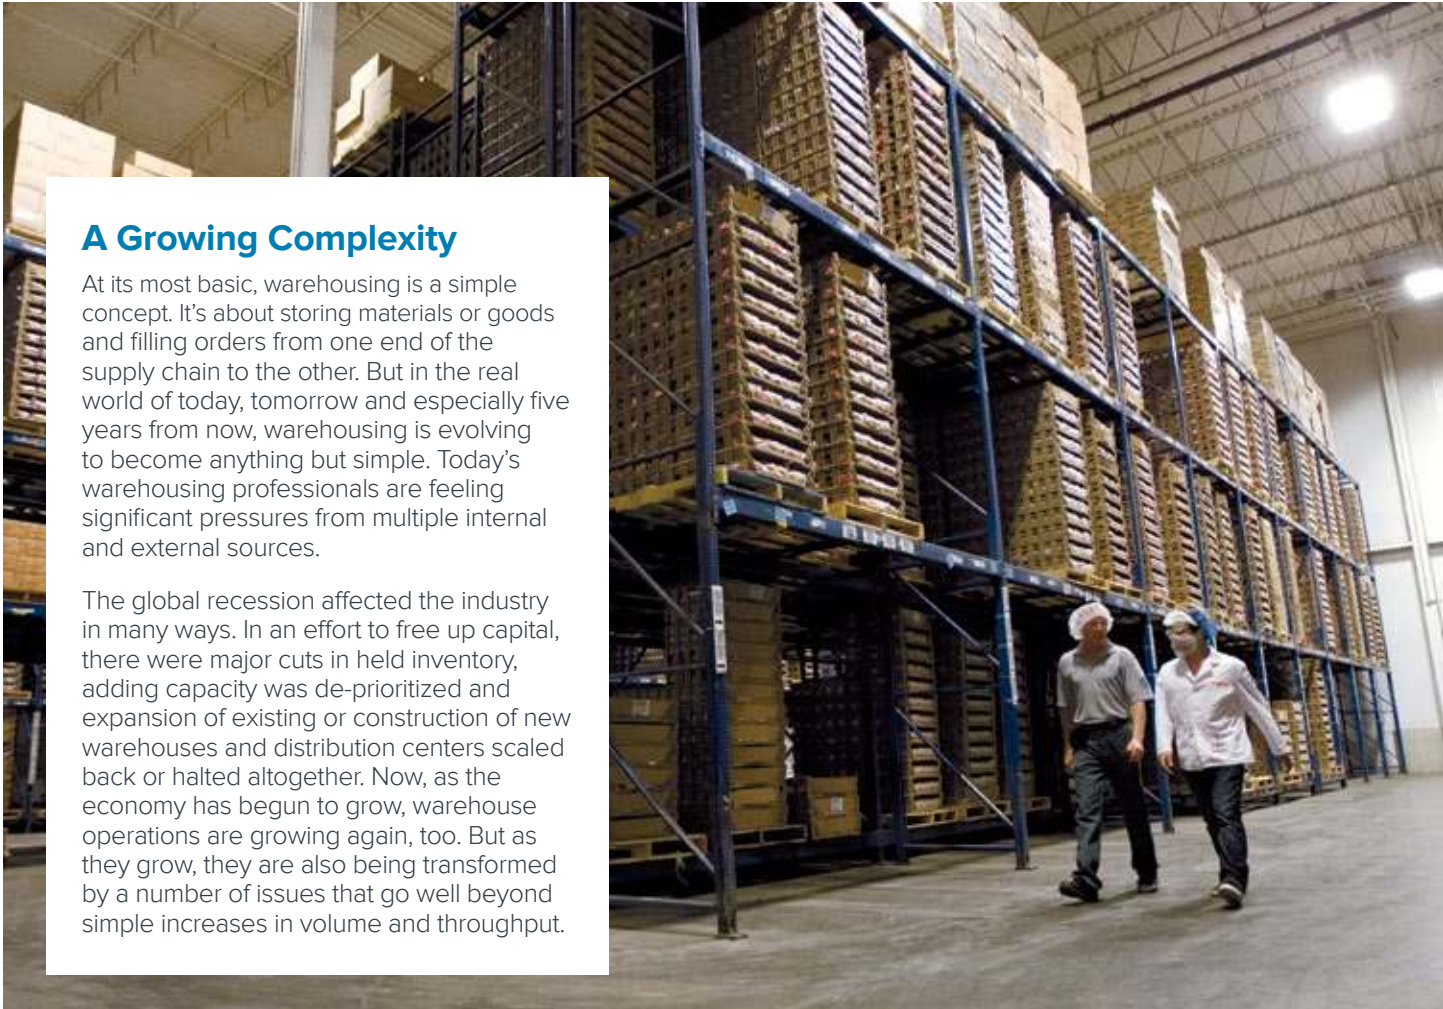 A Growing Complexity
At its most basic, warehousing is a simple
concept. It’s about storing materials or goods
and filling orders from one end of the
supply chain to the other. But in the real
world of today, tomorrow and especially five
years from now, warehousing is evolving
to become anything but simple. Today’s
warehousing professionals are feeling
significant pressures from multiple internal
and external sources.
The global recession affected the industry
in many ways. In an effort to free up capital,
there were major cuts in held inventory,
adding capacity was de-prioritized and
expansion of existing or construction of new
warehouses and distribution centers scaled
back or halted altogether. Now, as the
economy has begun to grow, warehouse
operations are growing again, too. But as
they grow, they are also being transformed
by a number of issues that go well beyond
simple increases in volume and throughput.